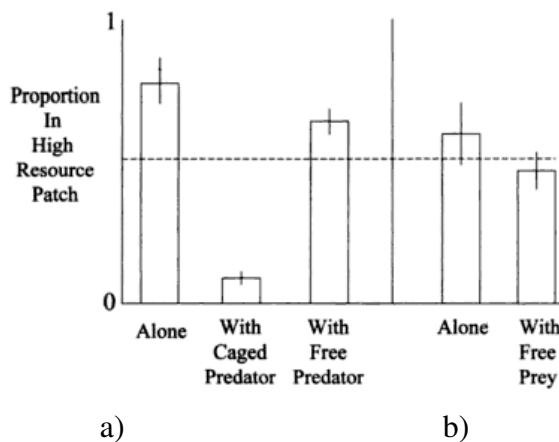 1
Proportion
In
High
Resource
Patch
0
Alone
With
Caged
Predator
With
Free
Predator
Alone
With
Free
Prey
a)
b)